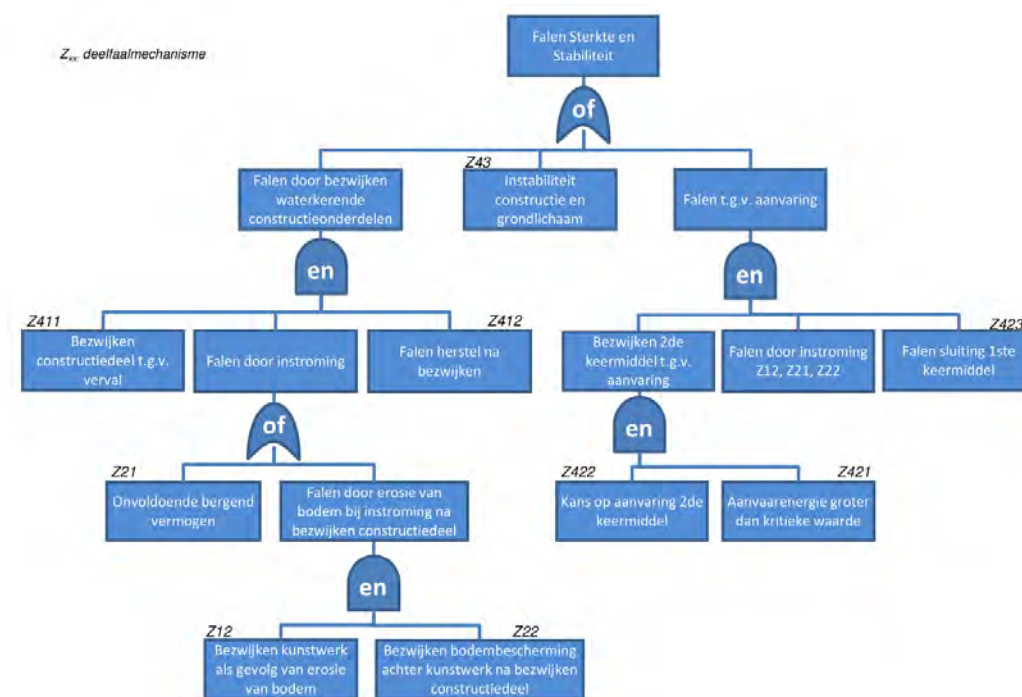 Falen Sterkte en
Stabiliteit
Zxx: deelfaalmechanisme
of
Z43
Falen door bezwijken
waterkerende
constructieonderdelen
Instabiliteit
constructie en
grondlichaam
Falen t.g.v. aanvaring
en
en
Z411
Bezwijken
constructiedeel t.g.v.
verval
Falen door instroming
Z412
Falen herstel na
bezwijken
Bezwijken 2de
keermiddel t.g.v.
aanvaring
Falen door instroming
Z12, Z21, Z22
Z423
Falen sluiting 1ste
keermiddel
of
en
Z21
Onvoldoende bergend
vermogen
Falen door erosie van
bodem bij instroming na
bezwijken constructiedeel
Z422
Kans op aanvaring 2de
keermiddel
Z421
Aanvaarenergie groter
dan kritieke waarde
en
Z12
Bezwijken kunstwerk
als gevolg van erosie
van bodem
Z22
Bezwijken bodembescherming
achter kunstwerk na bezwijken
constructiedeel